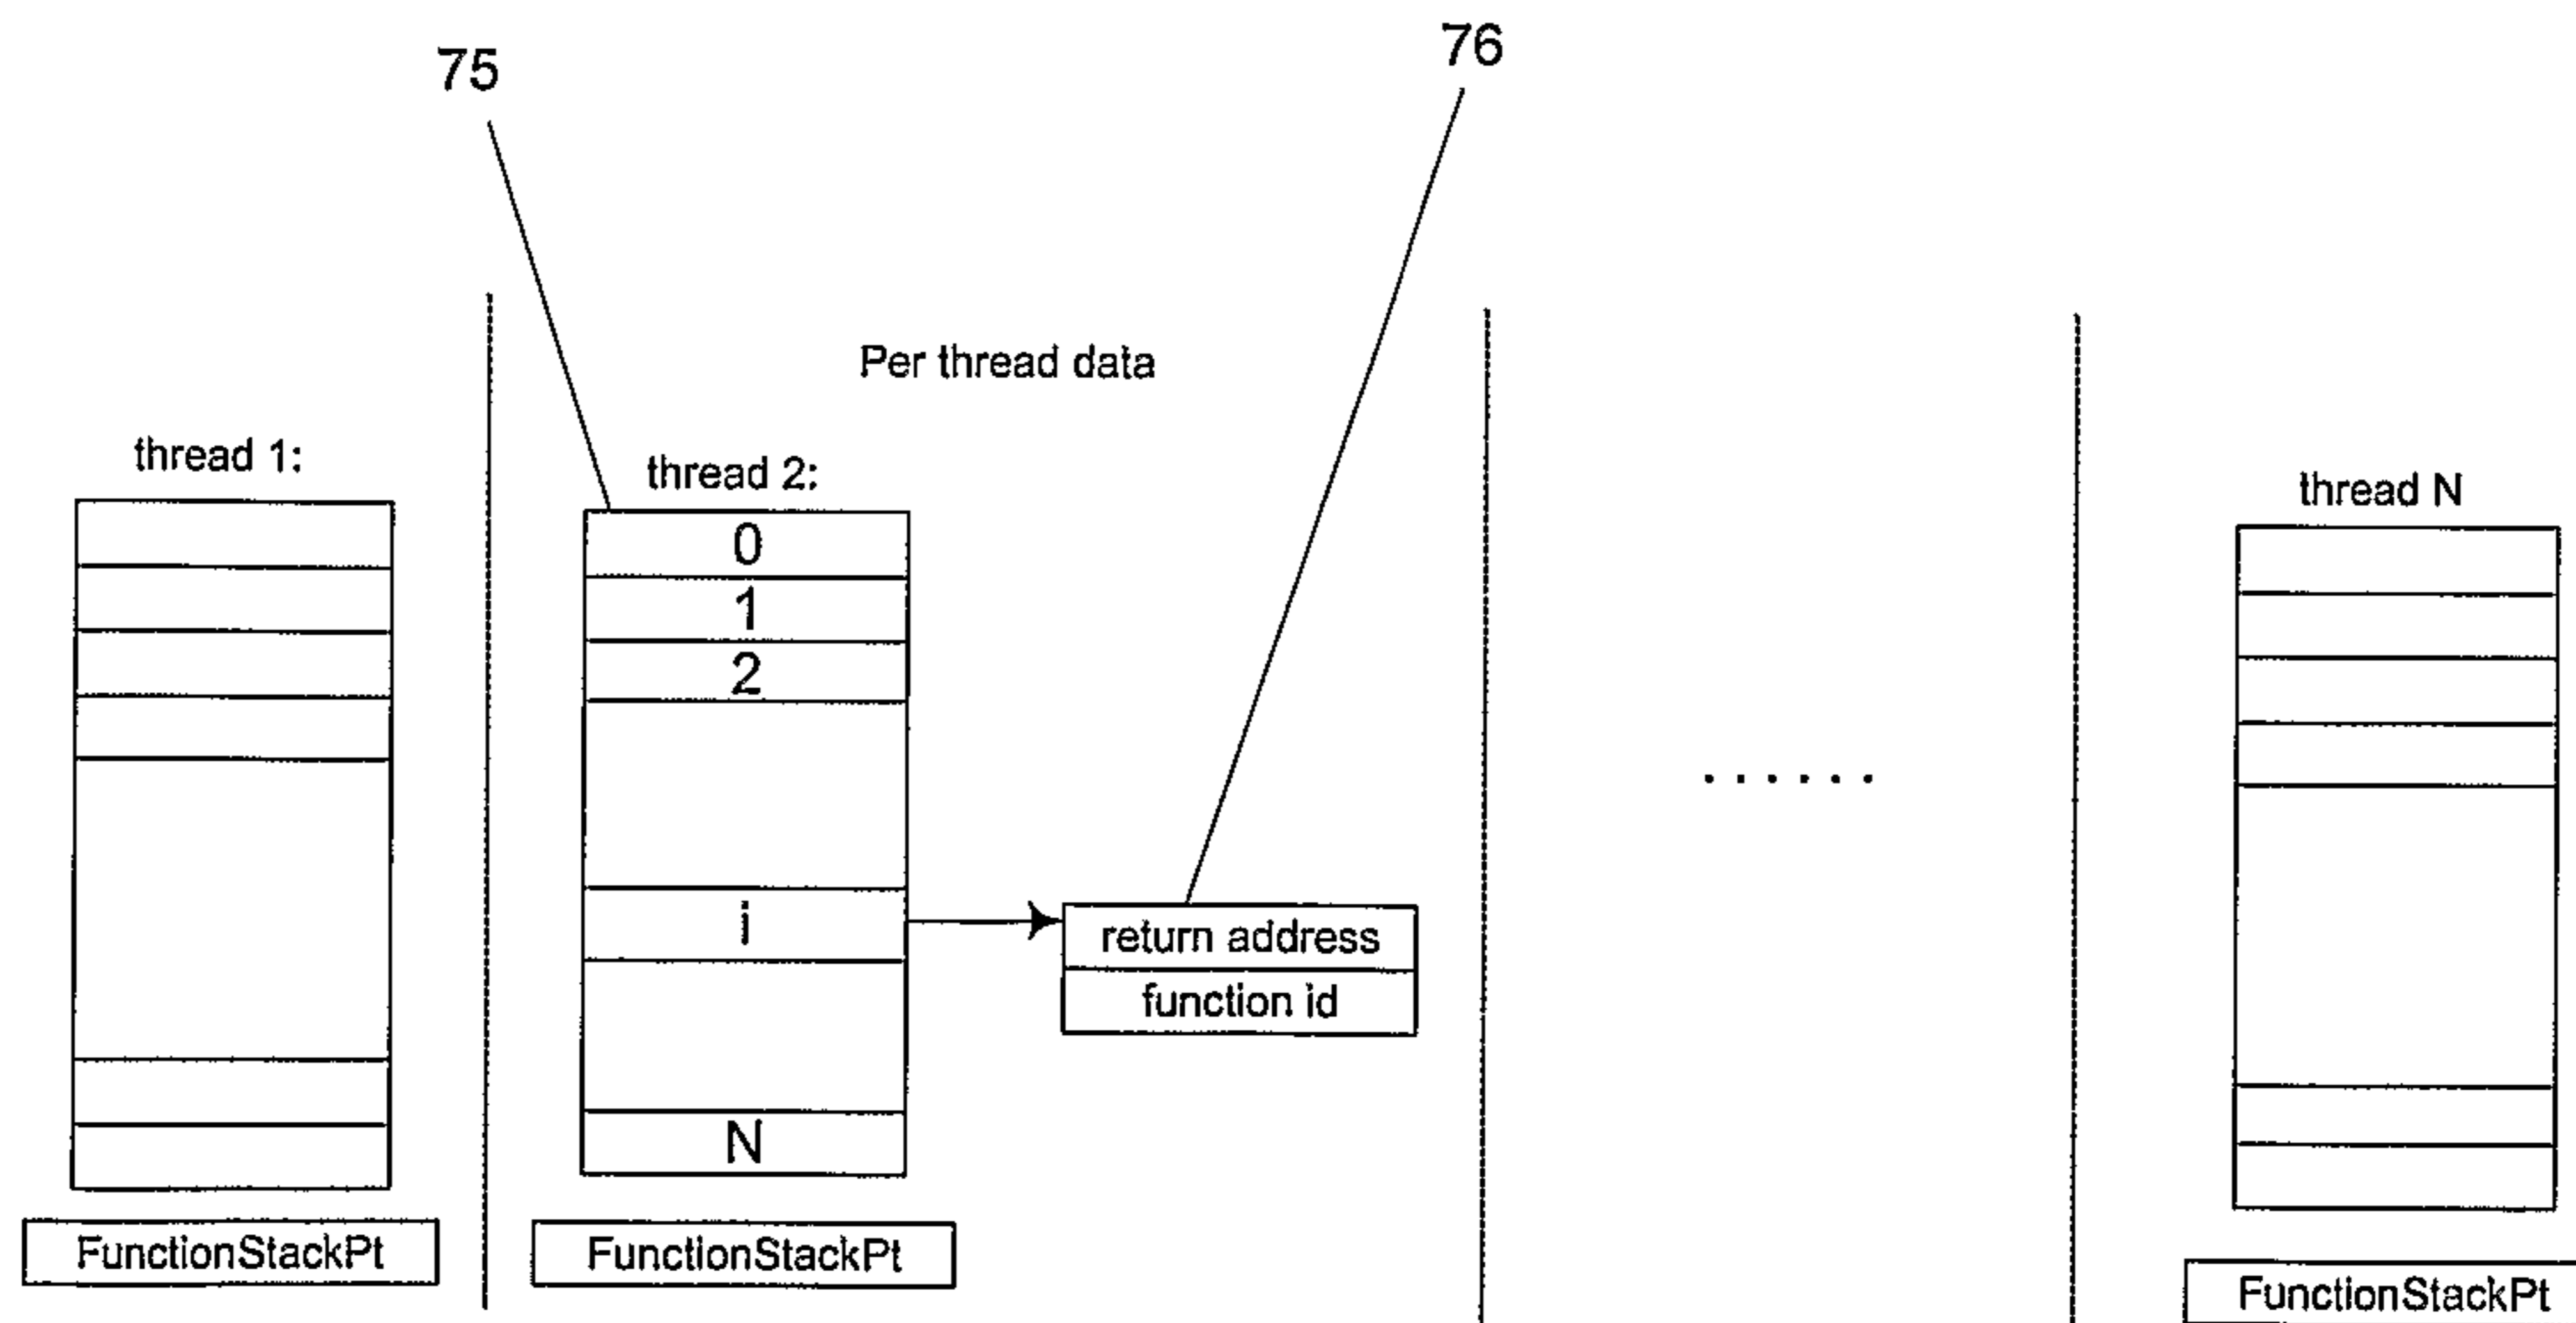 75
76
Per thread data
thread 1:
thread 2:
thread N
0
1
2
......
i
return address
function id
N
FunctionStackPt
FunctionStackPt
FunctionStackPt